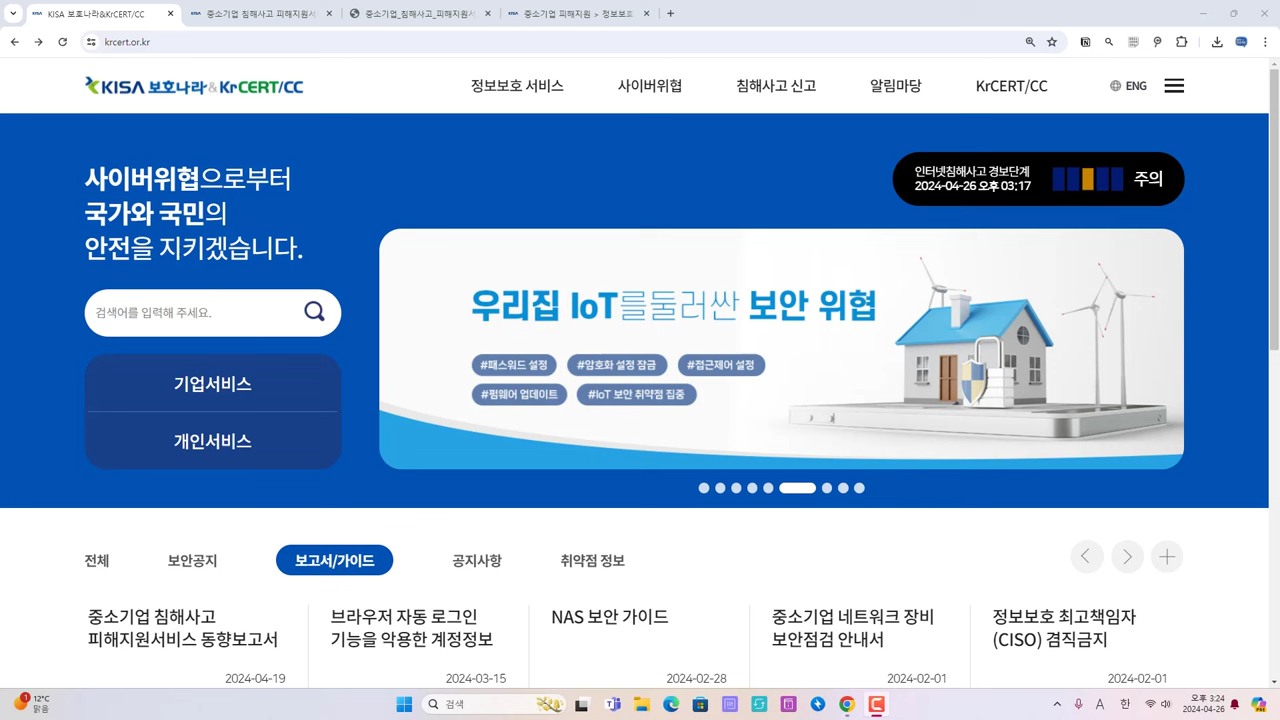 KISA 보호나라&KrCERT/CC
중소기업 침해사고 피해지원서
중소기업_침해사고_피해지원서
중소기업 피해지원 > 정보보호
krcert.or.kr
KISA 보호나라&KrCERT/CC
정보보호 서비스
사이버위협
침해사고 신고
알림마당
KrCERT/CC
ENG
사이버위협으로부터
국가와 국민의
안전을 지키겠습니다.
검색어를 입력해 주세요.
기업서비스
개인서비스
인터넷침해사고 경보단계
2024-04-26 오후 03:17
주의
우리집 IoT를둘러싼 보안 위협
#패스워드 설정 #암호화 설정 잠금 #접근제어 설정
#펌웨어 업데이트 #IoT 보안 취약점 집중
전체
보안공지
보고서/가이드
공지사항
취약점 정보
중소기업 침해사고
피해지원서비스 동향보고서
2024-04-19
브라우저 자동 로그인
기능을 악용한 계정정보
2024-03-15
NAS 보안 가이드
2024-02-28
중소기업 네트워크 장비
보안점검 안내서
2024-02-01
정보보호 최고책임자
(CISO) 겸직금지
2024-02-01
1
12°C
맑음
검색
A
한
오후 3:24
2024-04-26